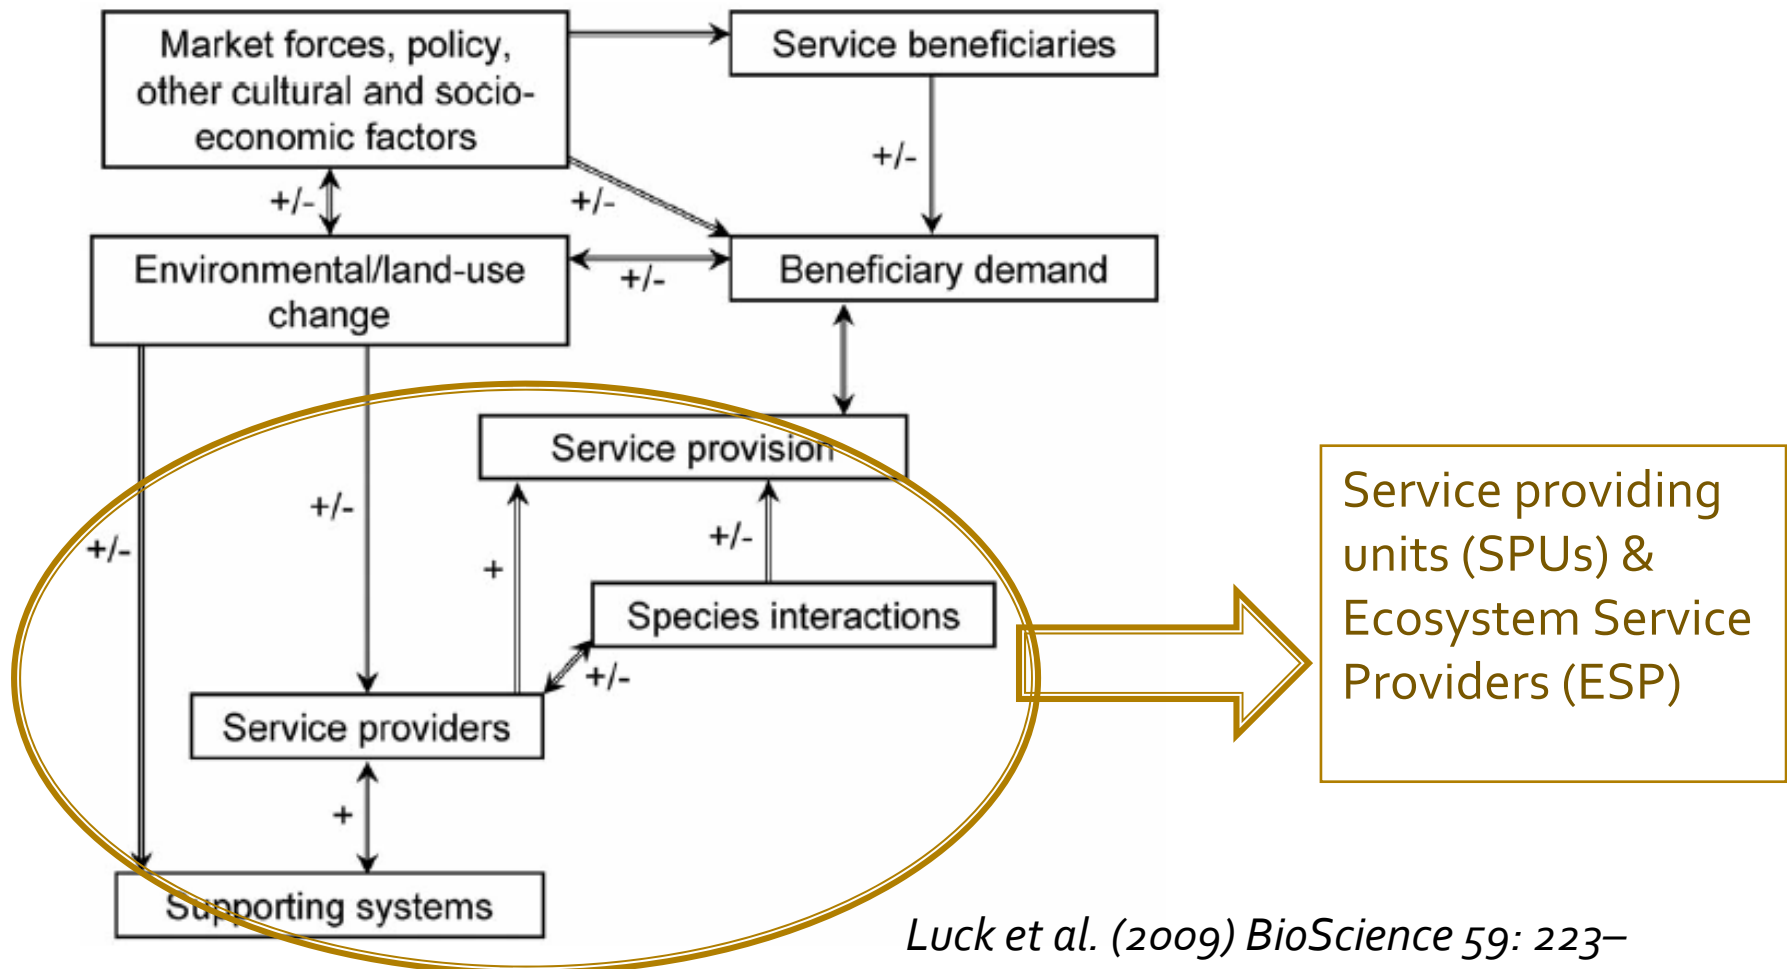 Market forces, policy,
other cultural and socio-
economic factors
Service beneficiaries
+/-
+/-
+/-
Environmental/land-use
change
+/-
Beneficiary demand
Service provision
+/-
+/-
+
+/-
Species interactions
+/-
Service providers
+
Supporting systems
Service providing
units (SPUs) &
Ecosystem Service
Providers (ESP)
Luck et al. (2009) BioScience 59: 223–